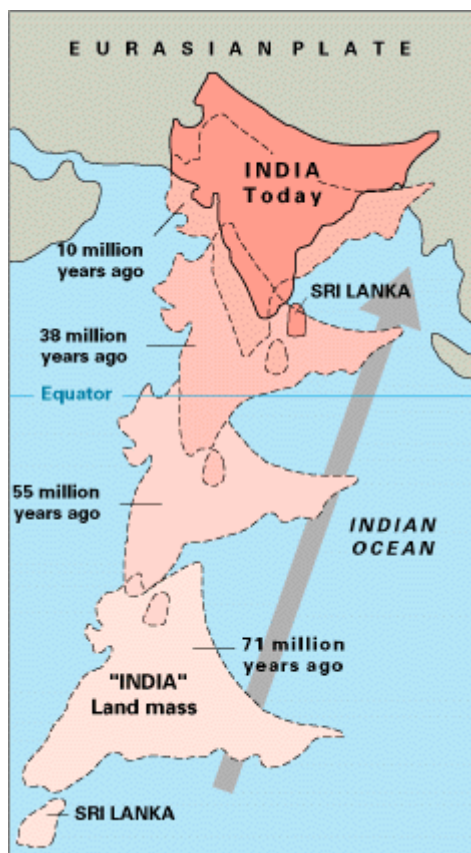 EURASIAN PLATE
INDIA
Today
10 million
years ago
SRI LANKA
38 million
years ago
Equator
55 million
years ago
INDIAN
OCEAN
71 million
years ago
"INDIA"
Land mass
SRI LANKA